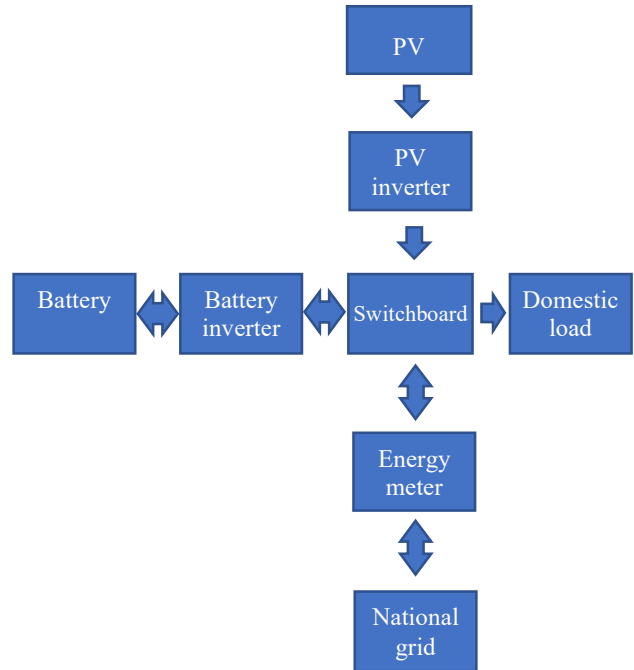 PV
PV
inverter
Battery
Battery
inverter
Switchboard
Domestic
load
Energy
meter
National
grid